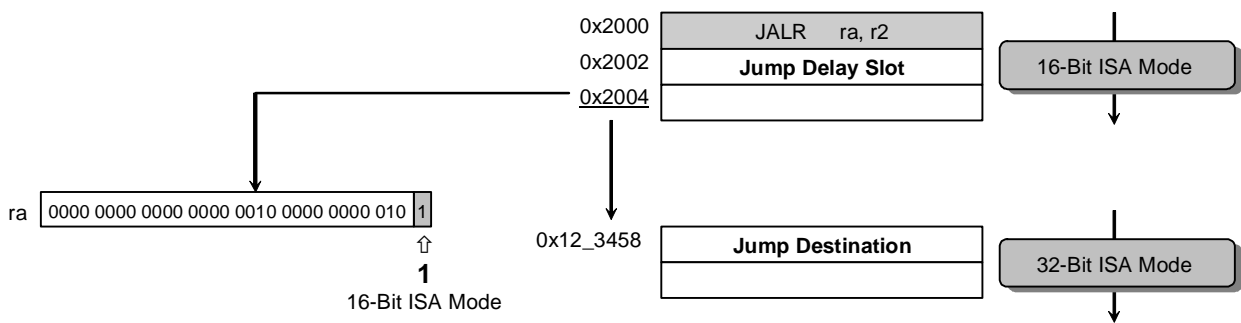 0x2000 JALR ra, r2
0x2002 Jump Delay Slot 16-Bit ISA Mode
0x2004
ra 0000 0000 0000 0000 0010 0000 0000 010 1
0x12_3458 Jump Destination
1 32-Bit ISA Mode
16-Bit ISA Mode